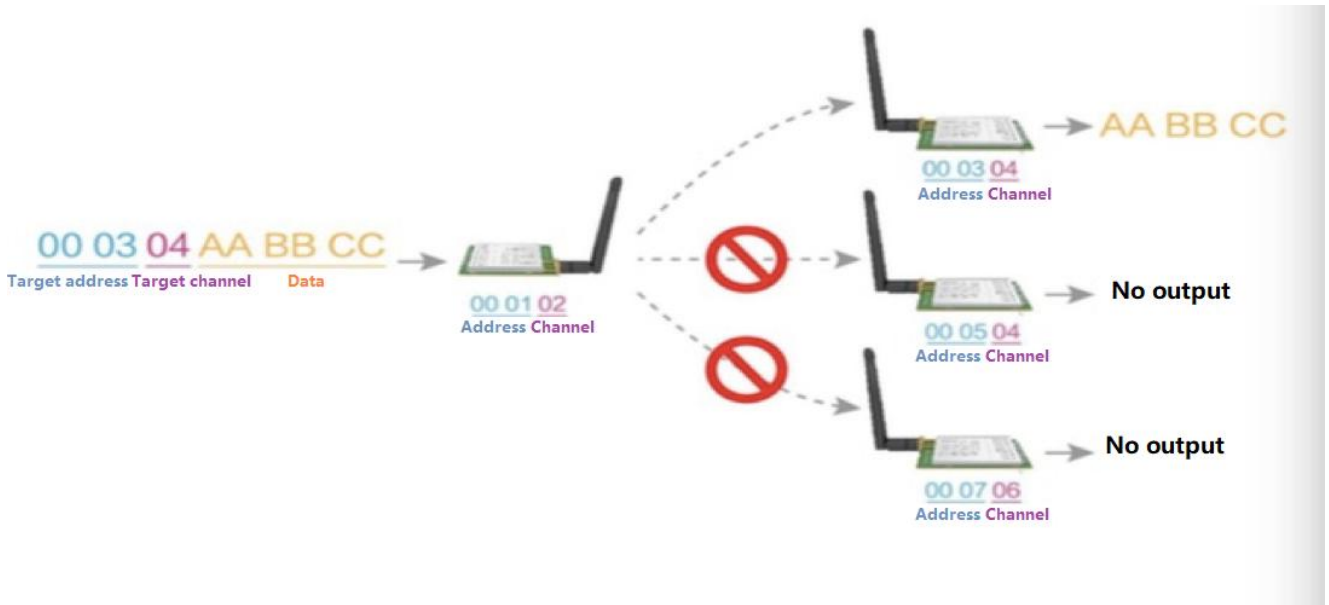 00 03 04 AA BB CC
Target address Target channel Data
00 01 02
Address Channel
AA BB CC
00 03 04
Address Channel
No output
00 05 04
Address Channel
No output
00 07 06
Address Channel